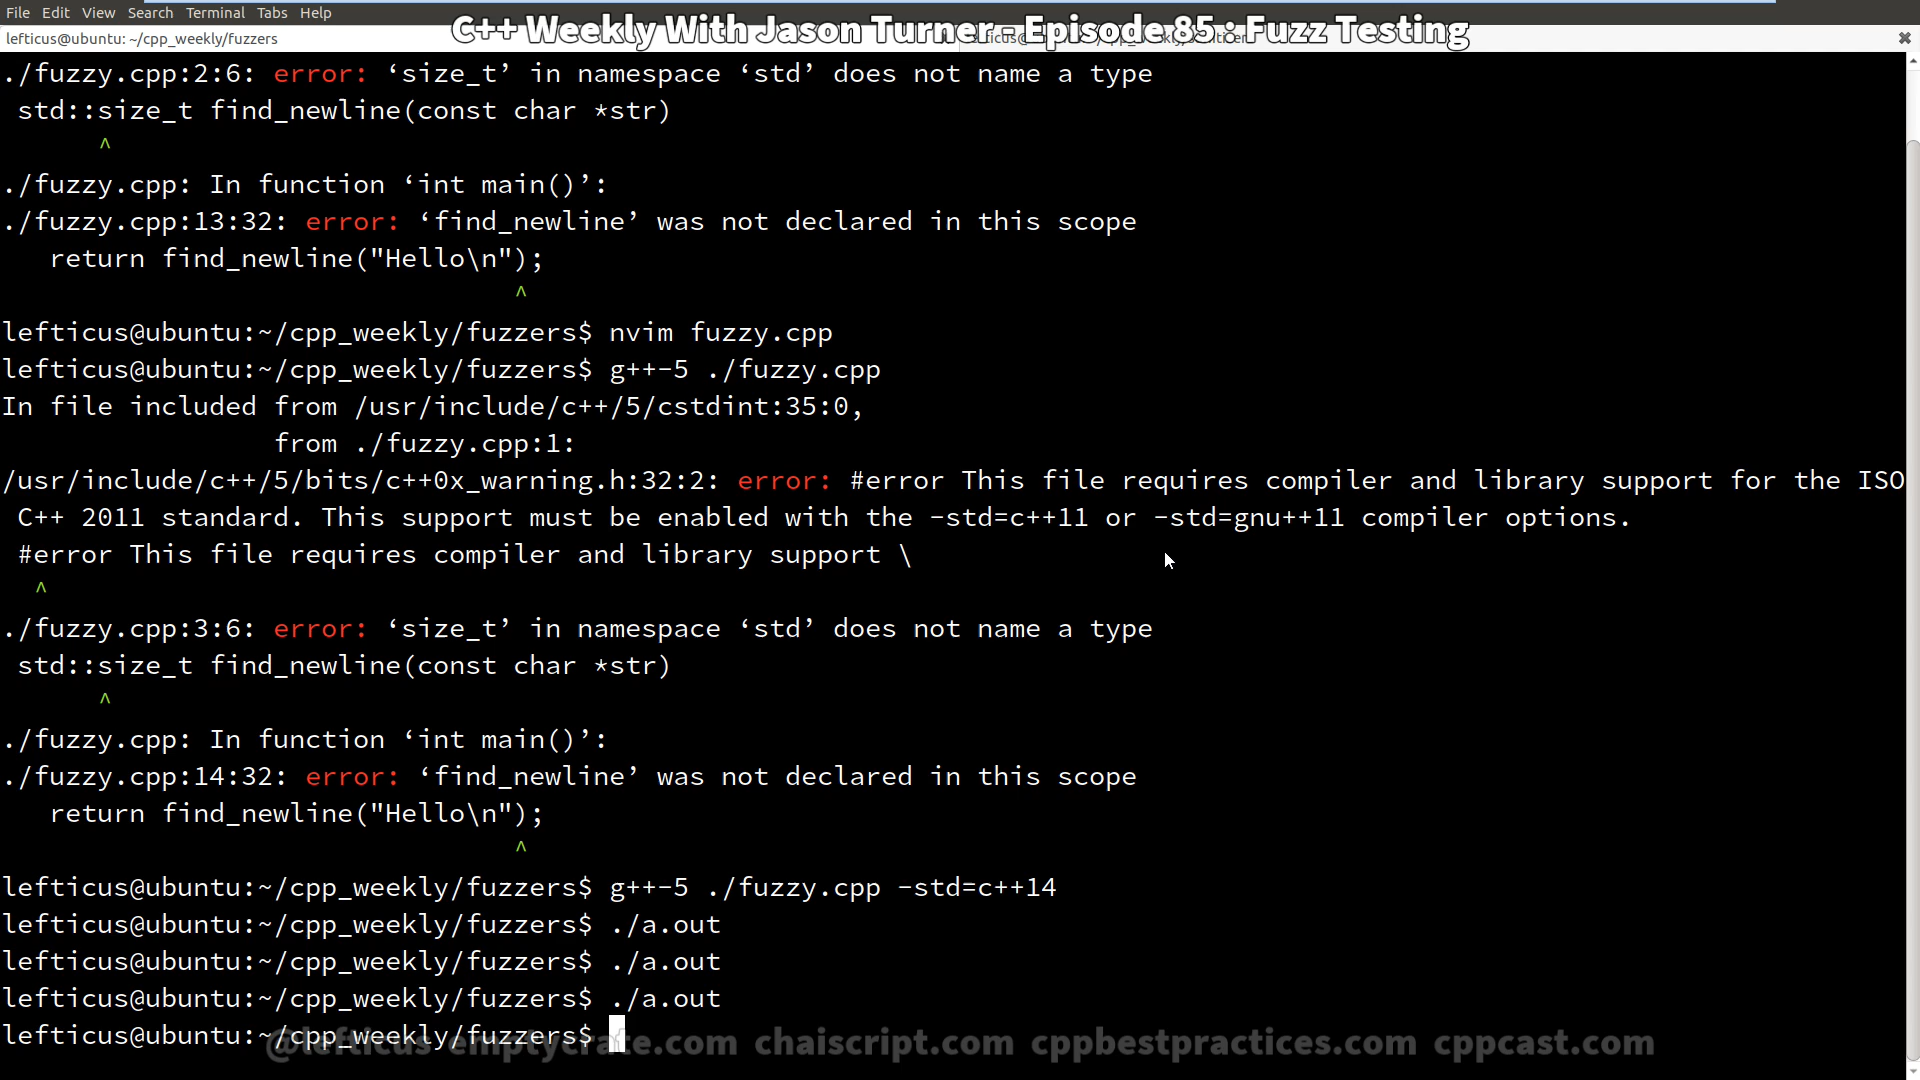 File Edit View Search Terminal Tabs Help
C++ Weekly With Jason Turner - Episode 85 : Fuzz Testing
lefticus@ubuntu: ~/cpp_weekly/fuzzers
./fuzzy.cpp:2:6: error: ‘size_t’ in namespace ‘std’ does not name a type
 std::size_t find_newline(const char *str)
      ^
./fuzzy.cpp: In function ‘int main()’:
./fuzzy.cpp:13:32: error: ‘find_newline’ was not declared in this scope
   return find_newline("Hello\n");
                                ^
lefticus@ubuntu:~/cpp_weekly/fuzzers$ nvim fuzzy.cpp
lefticus@ubuntu:~/cpp_weekly/fuzzers$ g++-5 ./fuzzy.cpp
In file included from /usr/include/c++/5/cstdint:35:0,
                 from ./fuzzy.cpp:1:
/usr/include/c++/5/bits/c++0x_warning.h:32:2: error: #error This file requires compiler and library support for the ISO
 C++ 2011 standard. This support must be enabled with the -std=c++11 or -std=gnu++11 compiler options.
 #error This file requires compiler and library support \
  ^
./fuzzy.cpp:3:6: error: ‘size_t’ in namespace ‘std’ does not name a type
 std::size_t find_newline(const char *str)
      ^
./fuzzy.cpp: In function ‘int main()’:
./fuzzy.cpp:14:32: error: ‘find_newline’ was not declared in this scope
   return find_newline("Hello\n");
                                ^
lefticus@ubuntu:~/cpp_weekly/fuzzers$ g++-5 ./fuzzy.cpp -std=c++14
lefticus@ubuntu:~/cpp_weekly/fuzzers$ ./a.out
lefticus@ubuntu:~/cpp_weekly/fuzzers$ ./a.out
lefticus@ubuntu:~/cpp_weekly/fuzzers$ ./a.out
lefticus@ubuntu:~/cpp_weekly/fuzzers$
@lefticus emptycrate.com chaiscript.com cppbestpractices.com cppcast.com